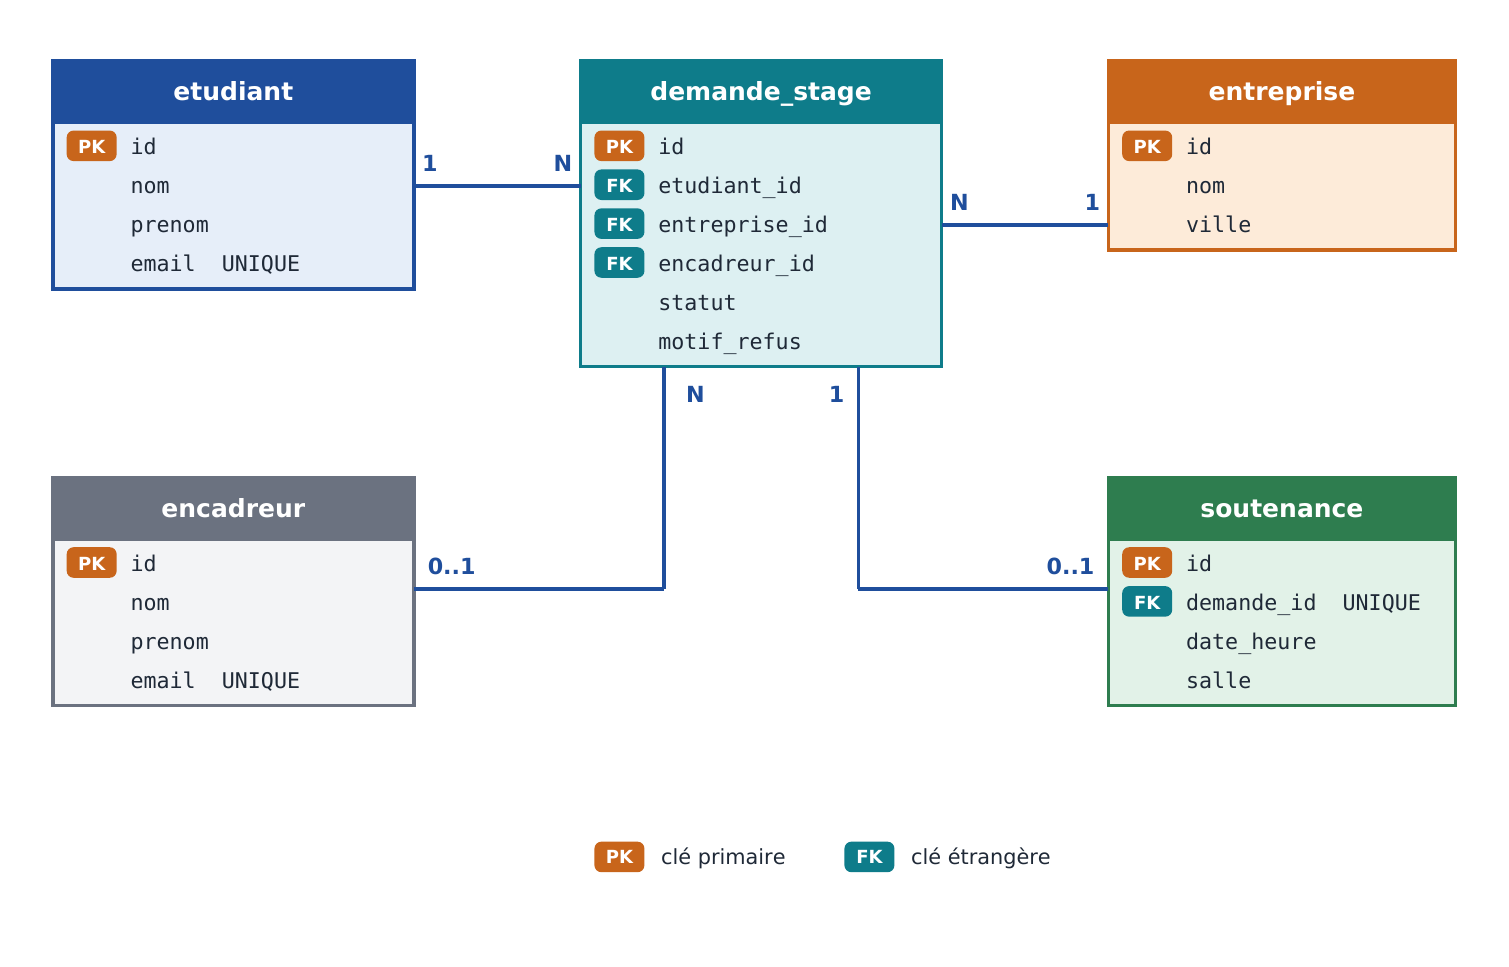 etudiant
PK id
nom
prenom
email UNIQUE
1 N
demande_stage
PK id
FK etudiant_id
FK entreprise_id
FK encadreur_id
statut
motif_refus
N 1
entreprise
PK id
nom
ville
N 1
0..1 0..1
encadreur
PK id
nom
prenom
email UNIQUE
soutenance
PK id
FK demande_id UNIQUE
date_heure
salle
PK clé primaire FK clé étrangère